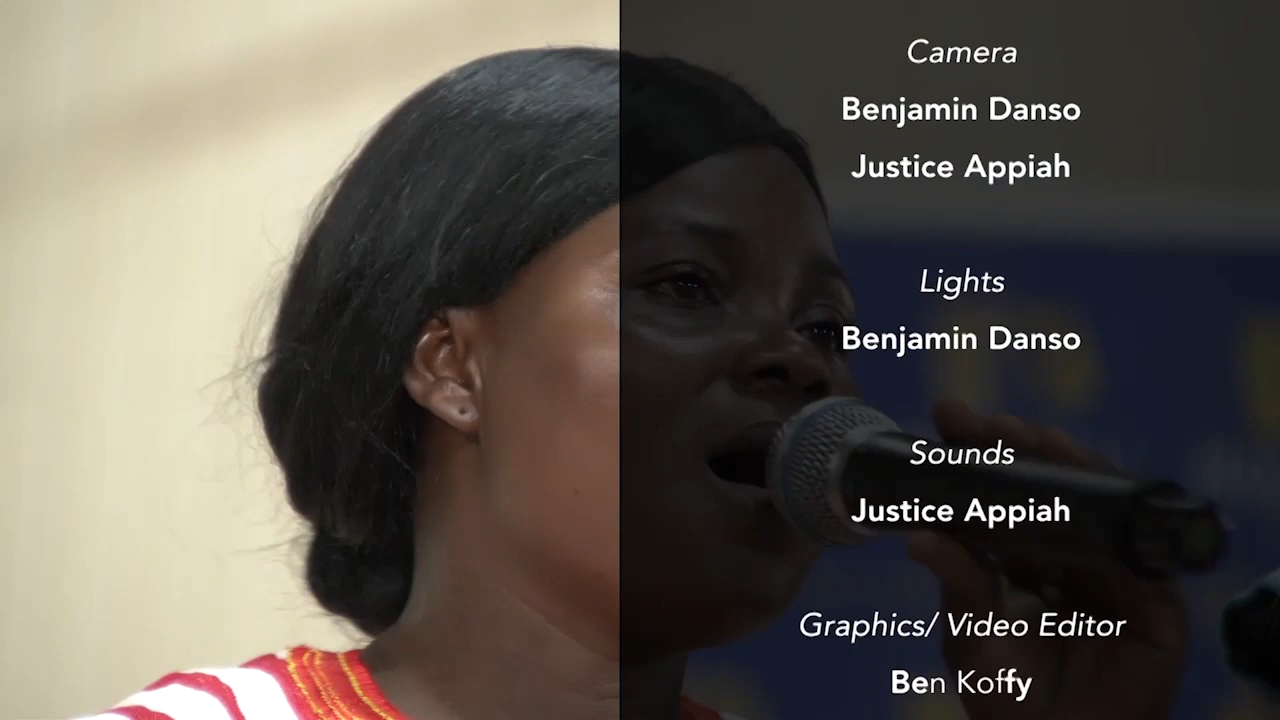 Camera
Benjamin Danso
Justice Appiah
Lights
Benjamin Danso
Sounds
Justice Appiah
Graphics/ Video Editor
Ben Koffy